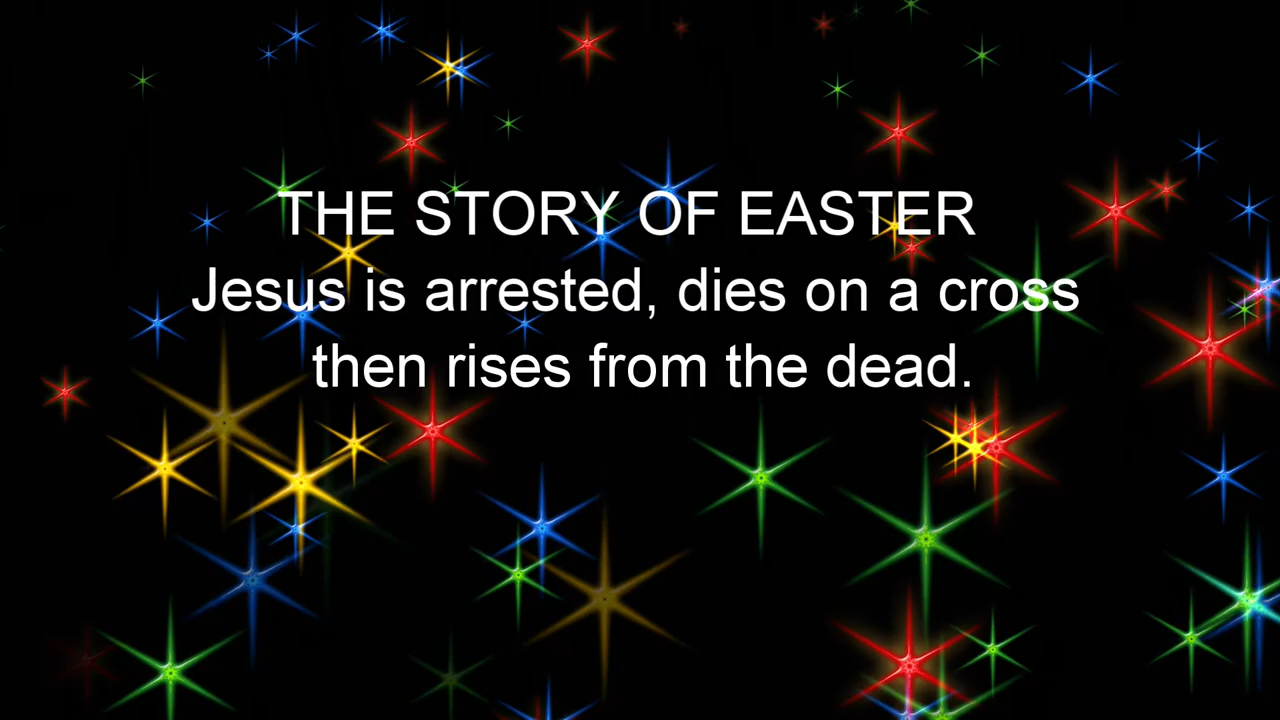 THE STORY OF EASTER
Jesus is arrested, dies on a cross
then rises from the dead.